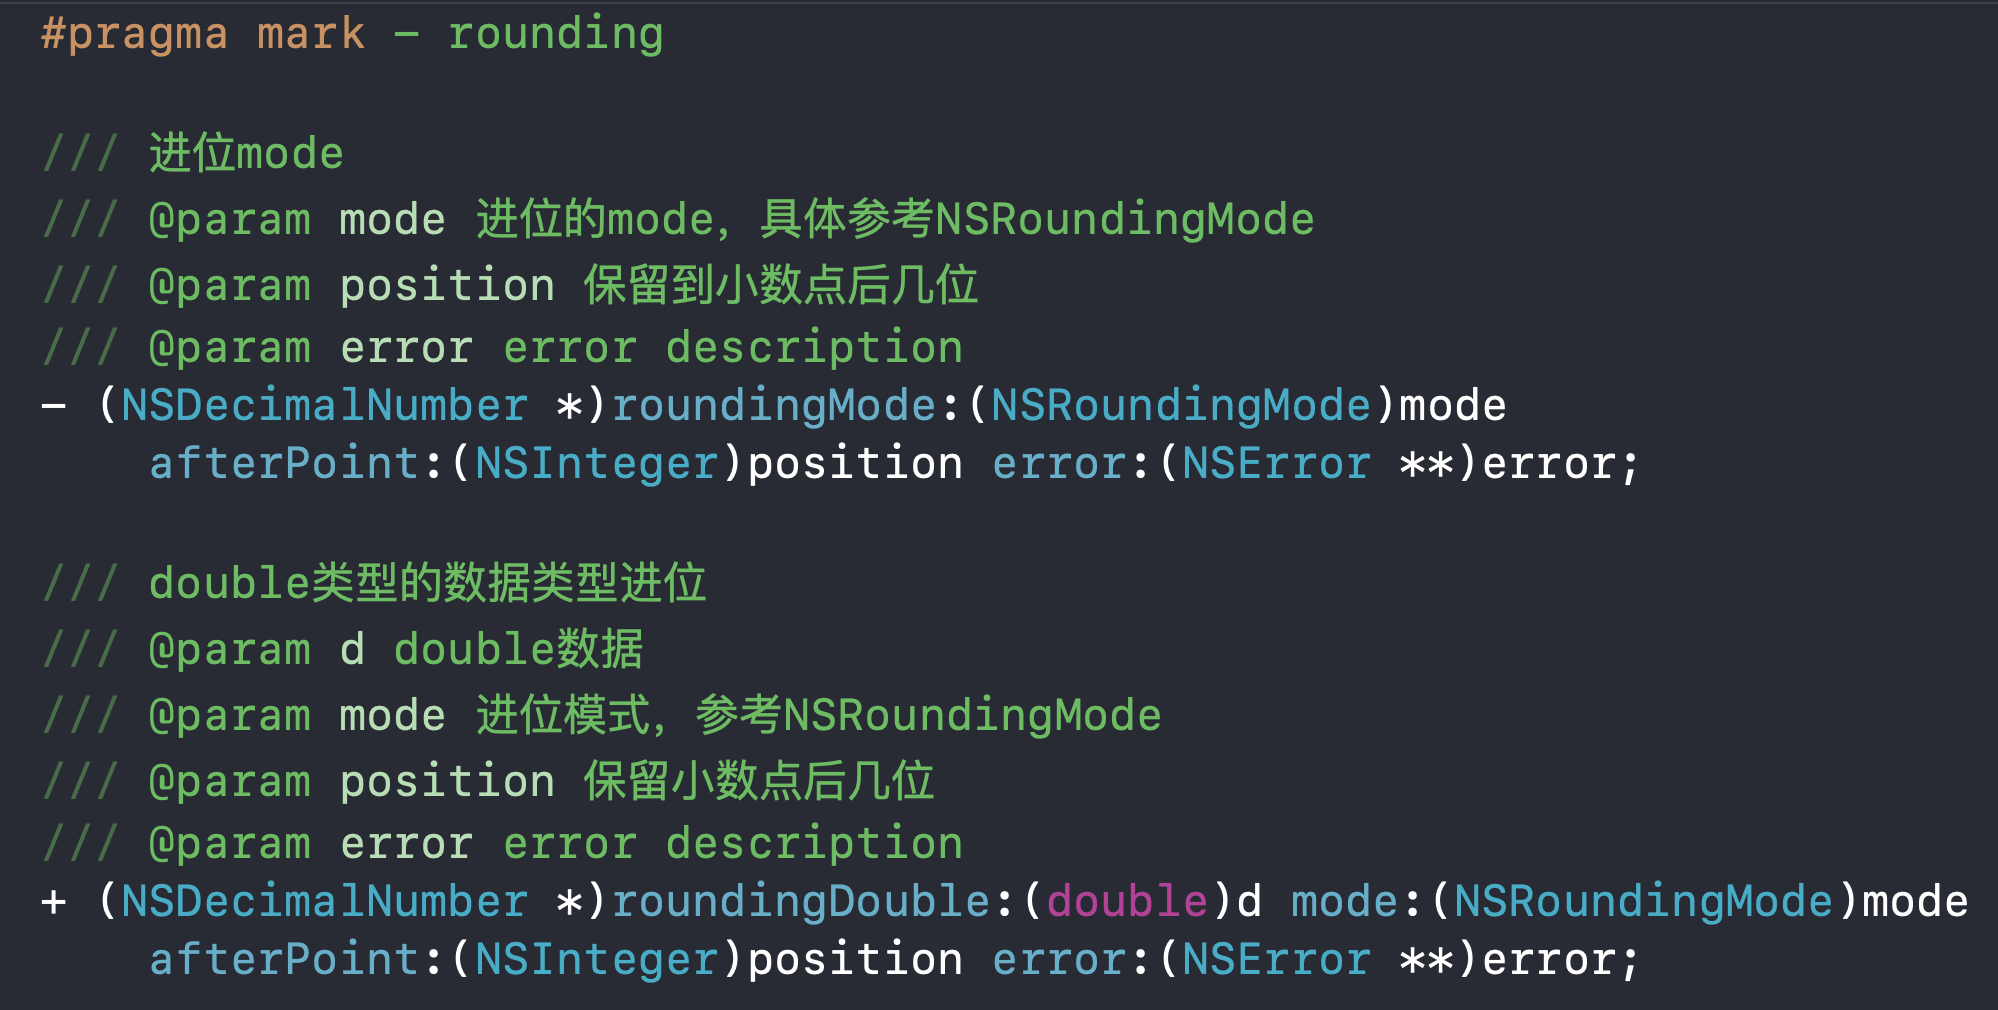 #pragma mark - rounding
/// 进位mode
/// @param mode 进位的mode，具体参考NSRoundingMode
/// @param position 保留到小数点后几位
/// @param error error description
- (NSDecimalNumber *)roundingMode:(NSRoundingMode)mode
afterPoint:(NSInteger)position error:(NSError **)error;
/// double类型的数据类型进位
/// @param d double数据
/// @param mode 进位模式，参考NSRoundingMode
/// @param position 保留小数点后几位
/// @param error error description
+ (NSDecimalNumber *)roundingDouble:(double)d mode:(NSRoundingMode)mode
afterPoint:(NSInteger)position error:(NSError **)error;